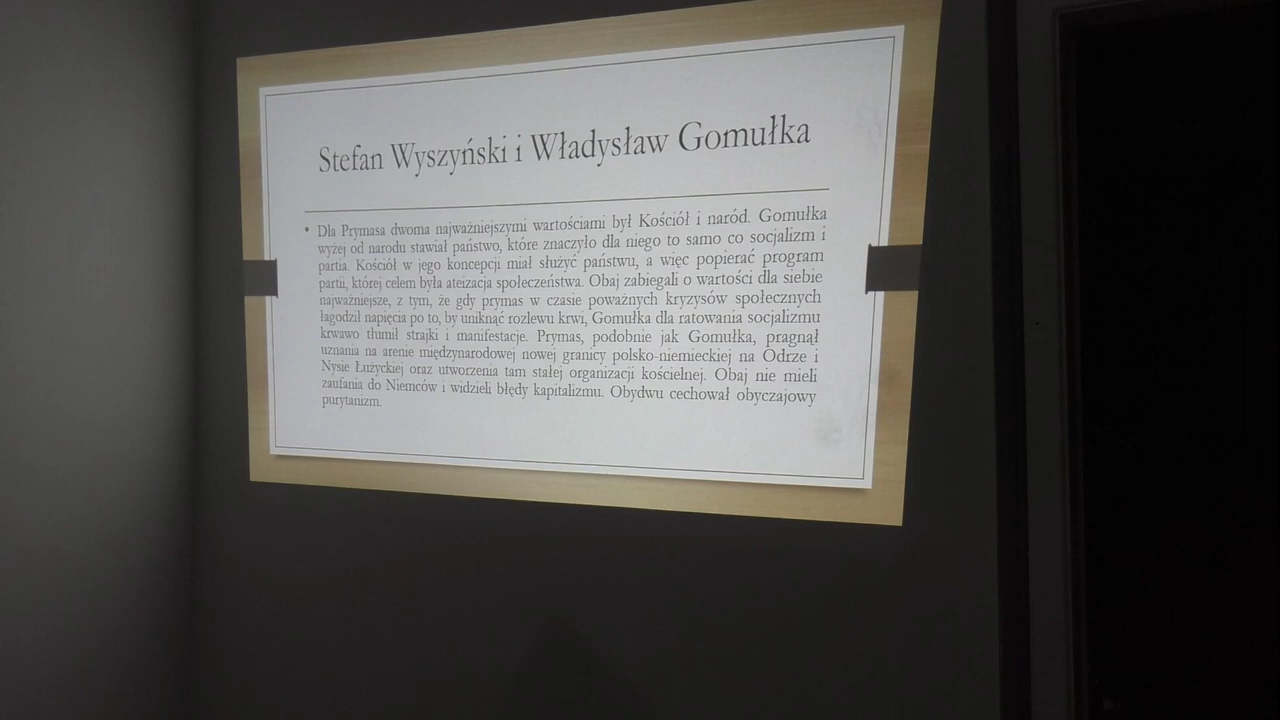 Stefan Wyszyński i Władysław Gomułka
• Dla Prymasa dwoma najważniejszymi wartościami był Kościół i naród. Gomułka
wyżej od narodu stawiał państwo, które znaczyło dla niego to samo co socjalizm i
partia. Kościół w jego koncepcji miał służyć państwu, a więc popierać program
partii, której celem była ateizacja społeczeństwa. Obaj zabiegali o wartości dla siebie
najważniejsze, z tym, że gdy prymas w czasie poważnych kryzysów społecznych
łagodził napięcia po to, by uniknąć rozlewu krwi, Gomułka dla ratowania socjalizmu
krwawo tłumił strajki i manifestacje. Prymas, podobnie jak Gomułka, pragnął
uznania na arenie międzynarodowej nowej granicy polsko-niemieckiej na Odrze i
Nysie Łużyckiej oraz utworzenia tam stałej organizacji kościelnej. Obaj nie mieli
zaufania do Niemców i widzieli błędy kapitalizmu. Obydwu cechował obyczajowy
purytanizm.